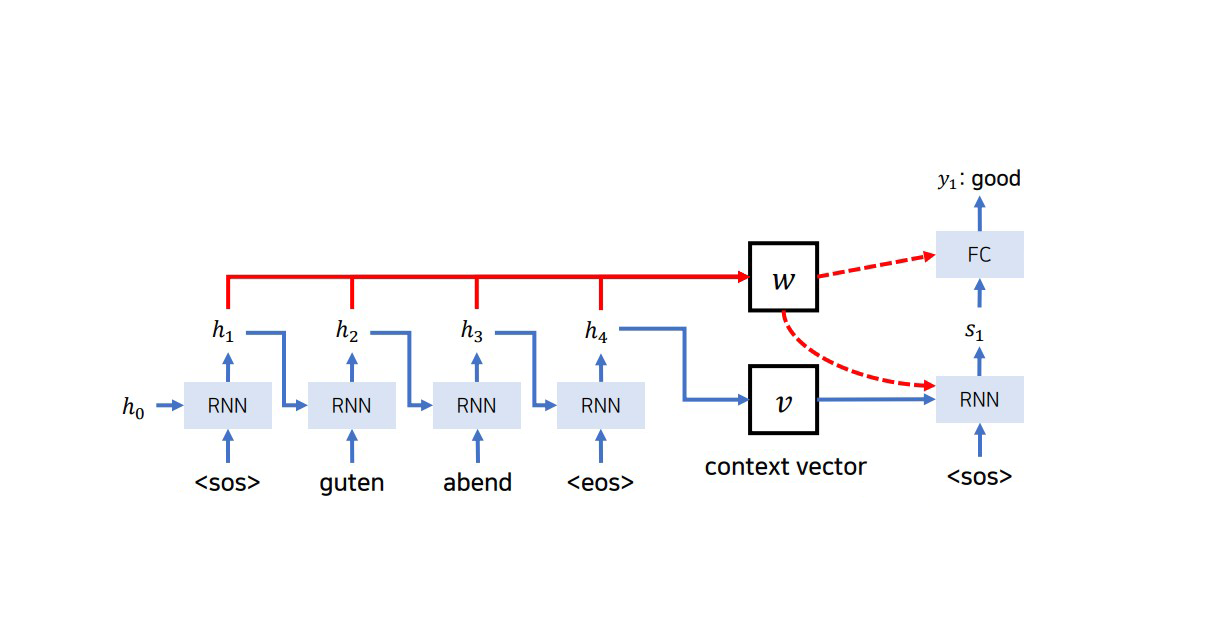 y₁: good
FC
w
h₁ h₂ h₃ h₄ s₁
h₀ RNN RNN RNN RNN v RNN
context vector
<sos> guten abend <eos> <sos>